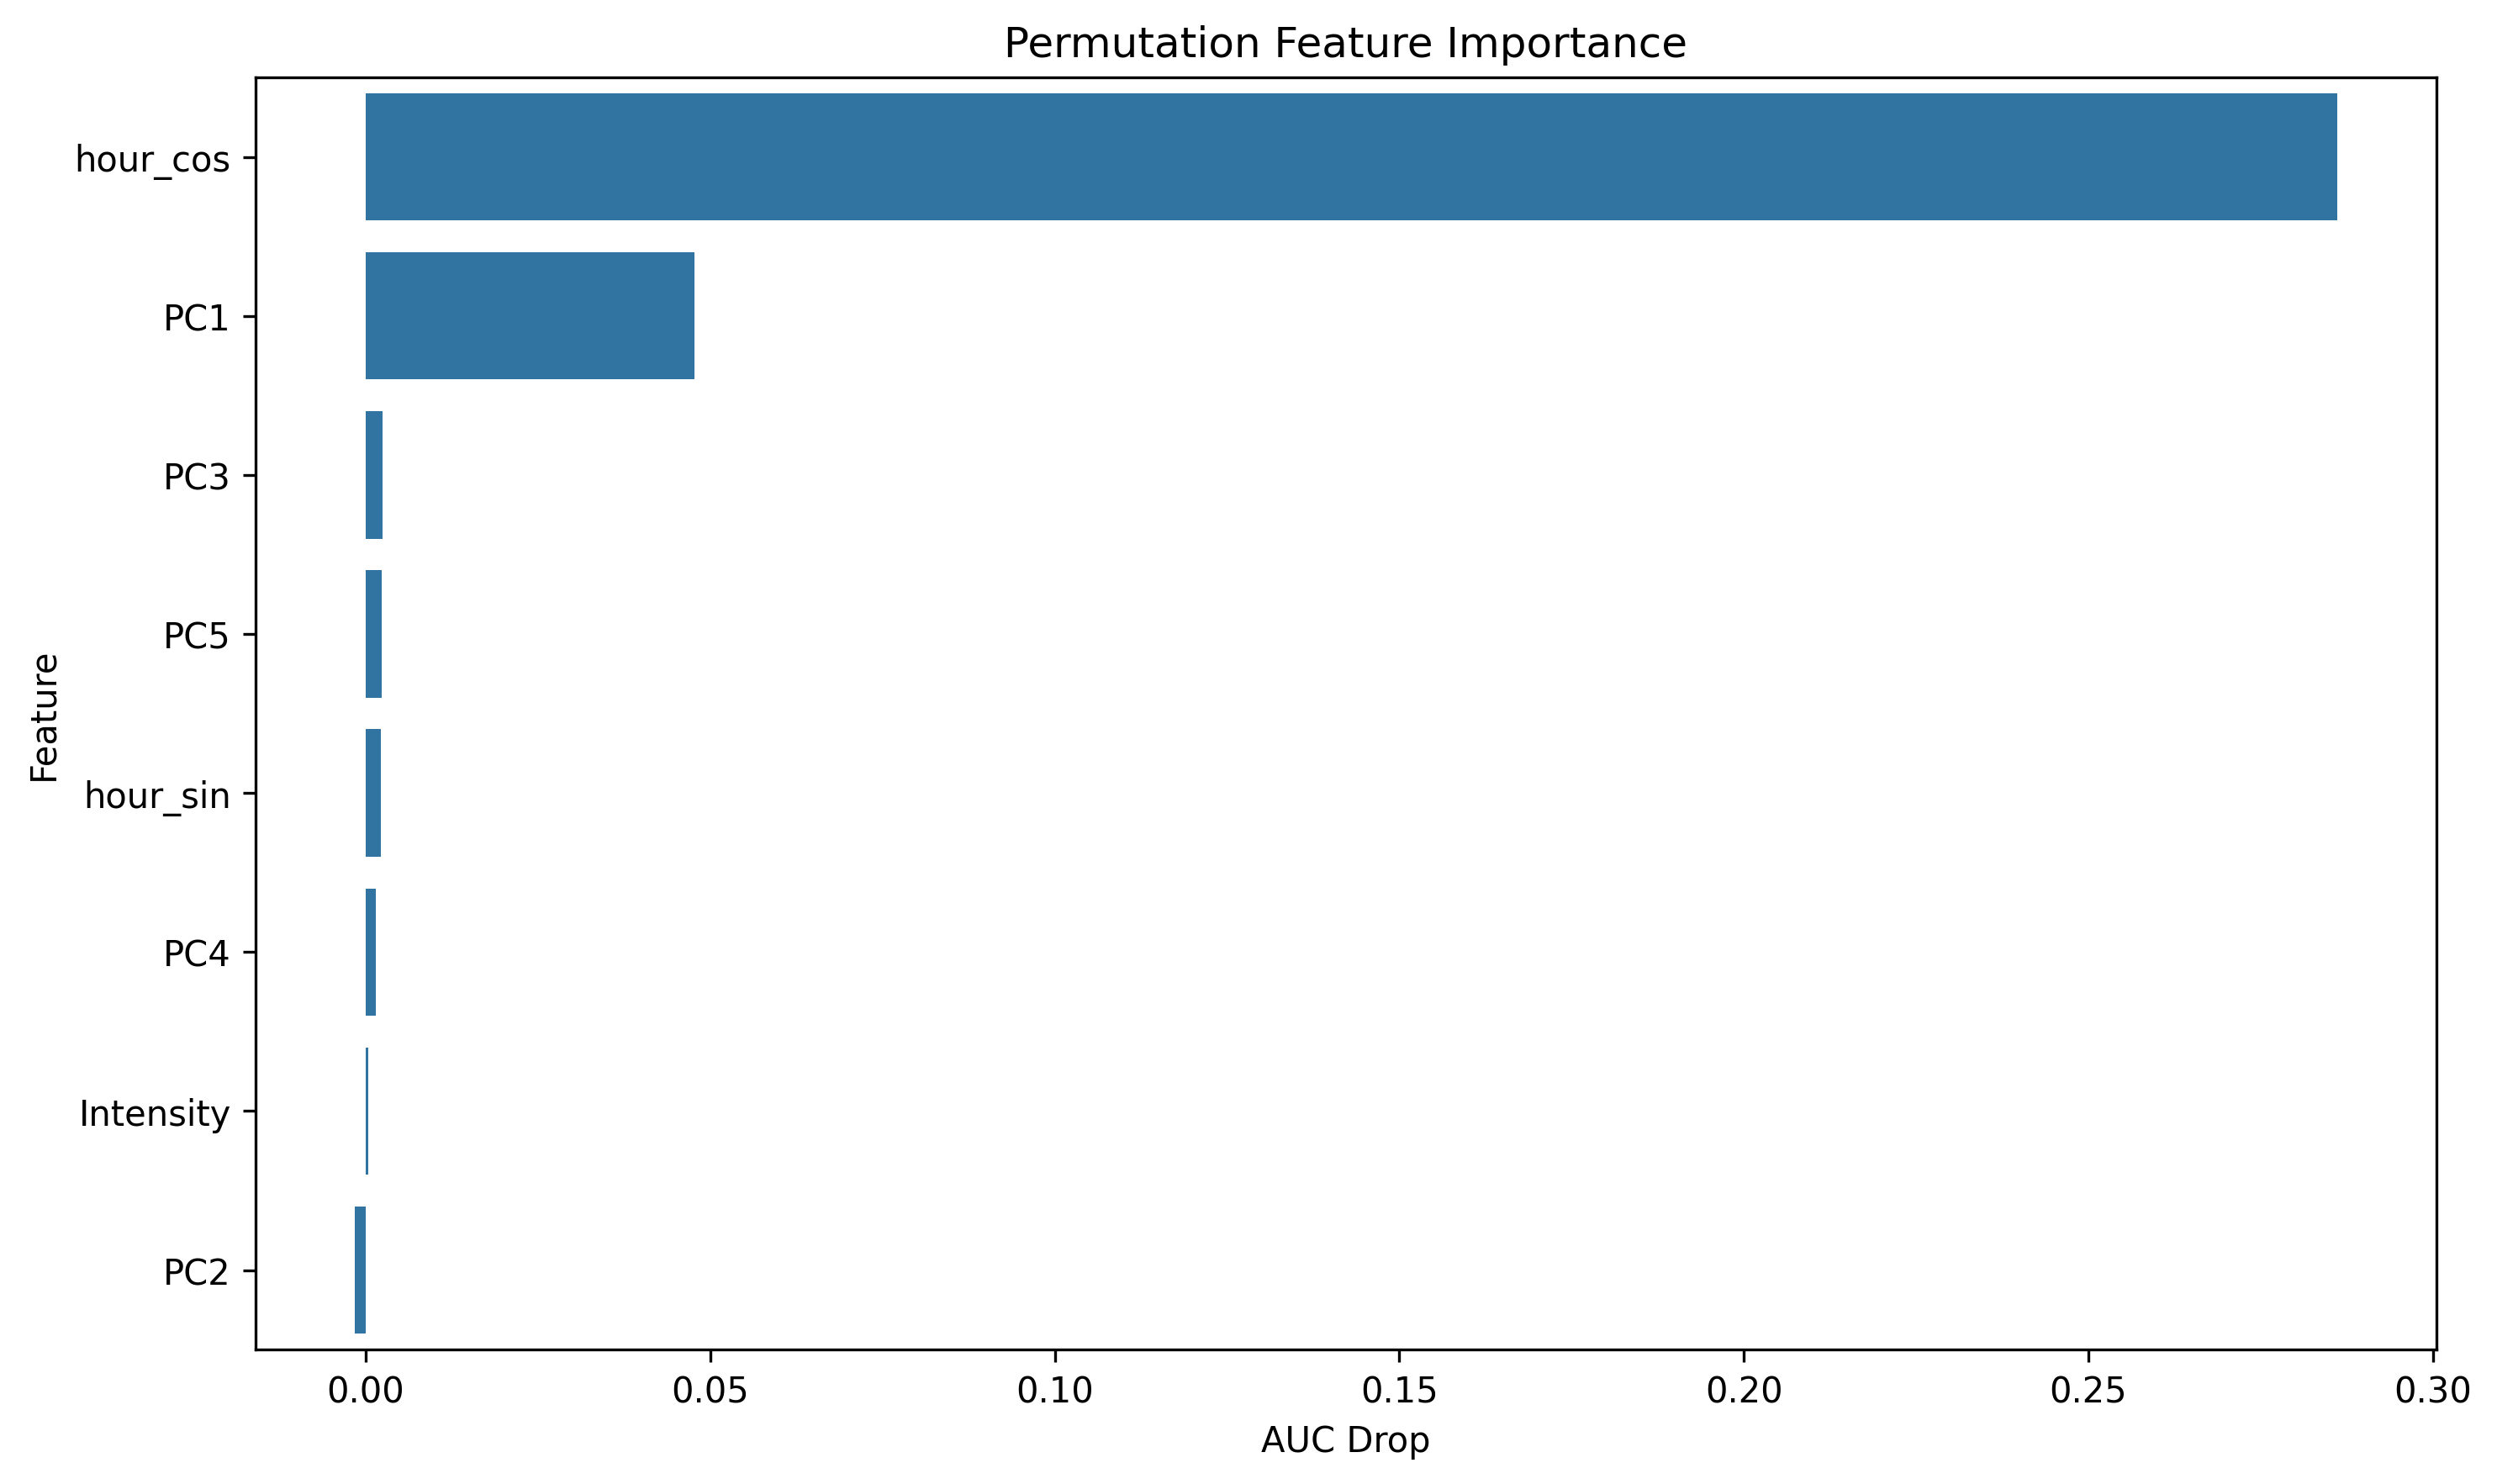 Permutation Feature Importance
hour_cos
PC1
PC3
PC5
hour_sin
PC4
Intensity
PC2
Feature
0.00 0.05 0.10 0.15 0.20 0.25 0.30
AUC Drop